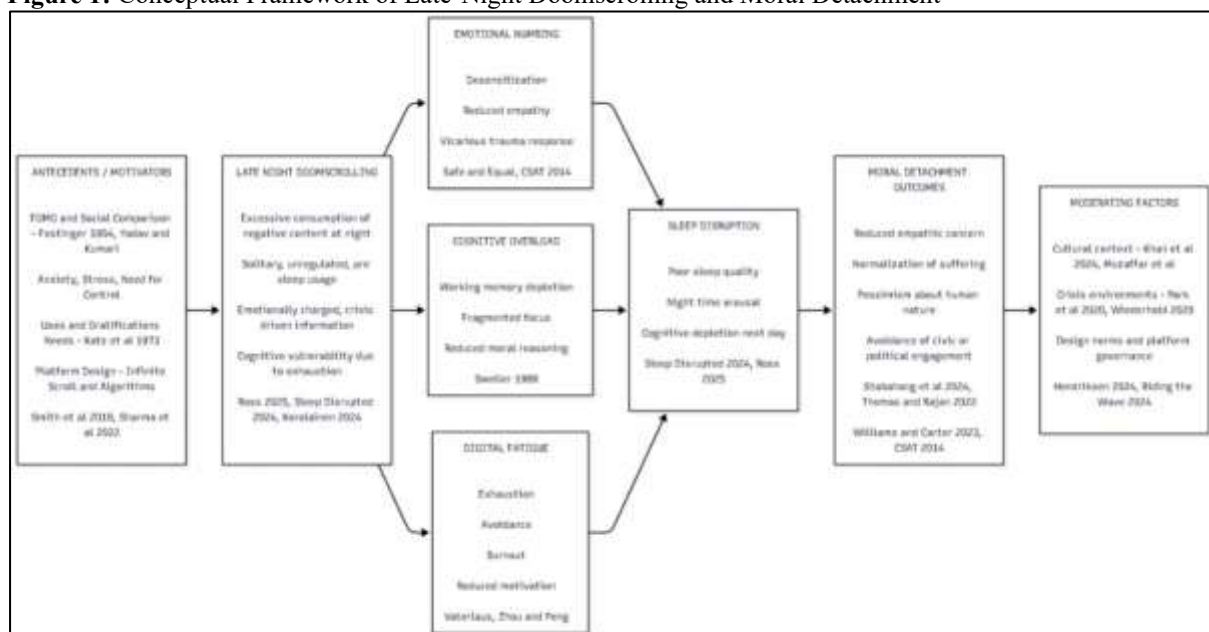 Figure 1: Conceptual Framework of Late-Night Doomscrolling and Moral Detachment
ANTECEDENTS / MOTIVATORS
FOMO and Social Comparison
– Festinger 1954, Yadav and
Kumari
Anxiety, Stress, Need for
Control
Uses and Gratifications
Needs – Katz et al 1973
Platform Design – Infinite
Scroll and Algorithms
Smith et al 2018, Sharma et
al 2022
LATE NIGHT DOOMSCROLLING
Excessive consumption of
negative content at night
Solitary, unregulated, pre
sleep usage
Emotionally charged, crisis
driven information
Cognitive vulnerability due
to exhaustion
Ross 2025, Sleep Disrupted
2024, 2024
EMOTIONAL NUMBING
Desensitization
Reduced empathy
Vicarious trauma response
Safe and Equal, CSAT 2014
COGNITIVE OVERLOAD
Working memory depletion
Fragmented focus
Reduced moral reasoning
Sweller 1988
DIGITAL FATIGUE
Exhaustion
Avoidance
Burnout
Reduced motivation
Waterloo, Zhou and Peng
SLEEP DISRUPTION
Poor sleep quality
Night time arousal
Cognitive depletion next day
Sleep Disrupted 2024, Ross
2025
MORAL DETACHMENT
OUTCOMES
Reduced empathic concern
Normalization of suffering
Pessimism about human
nature
Avoidance of civic or
political engagement
Shabahang et al 2024,
Thomas and Rajan 2022
Williams and Carter 2023,
CSAT 2014
MODERATING FACTORS
Cultural context – Khan et al
2024, Muzaffar et al
Crisis environments – et al 2020, Wiederhold 2020
Design norms and platform
governance
Hendriksen 2024, Riding the
Wave 2024